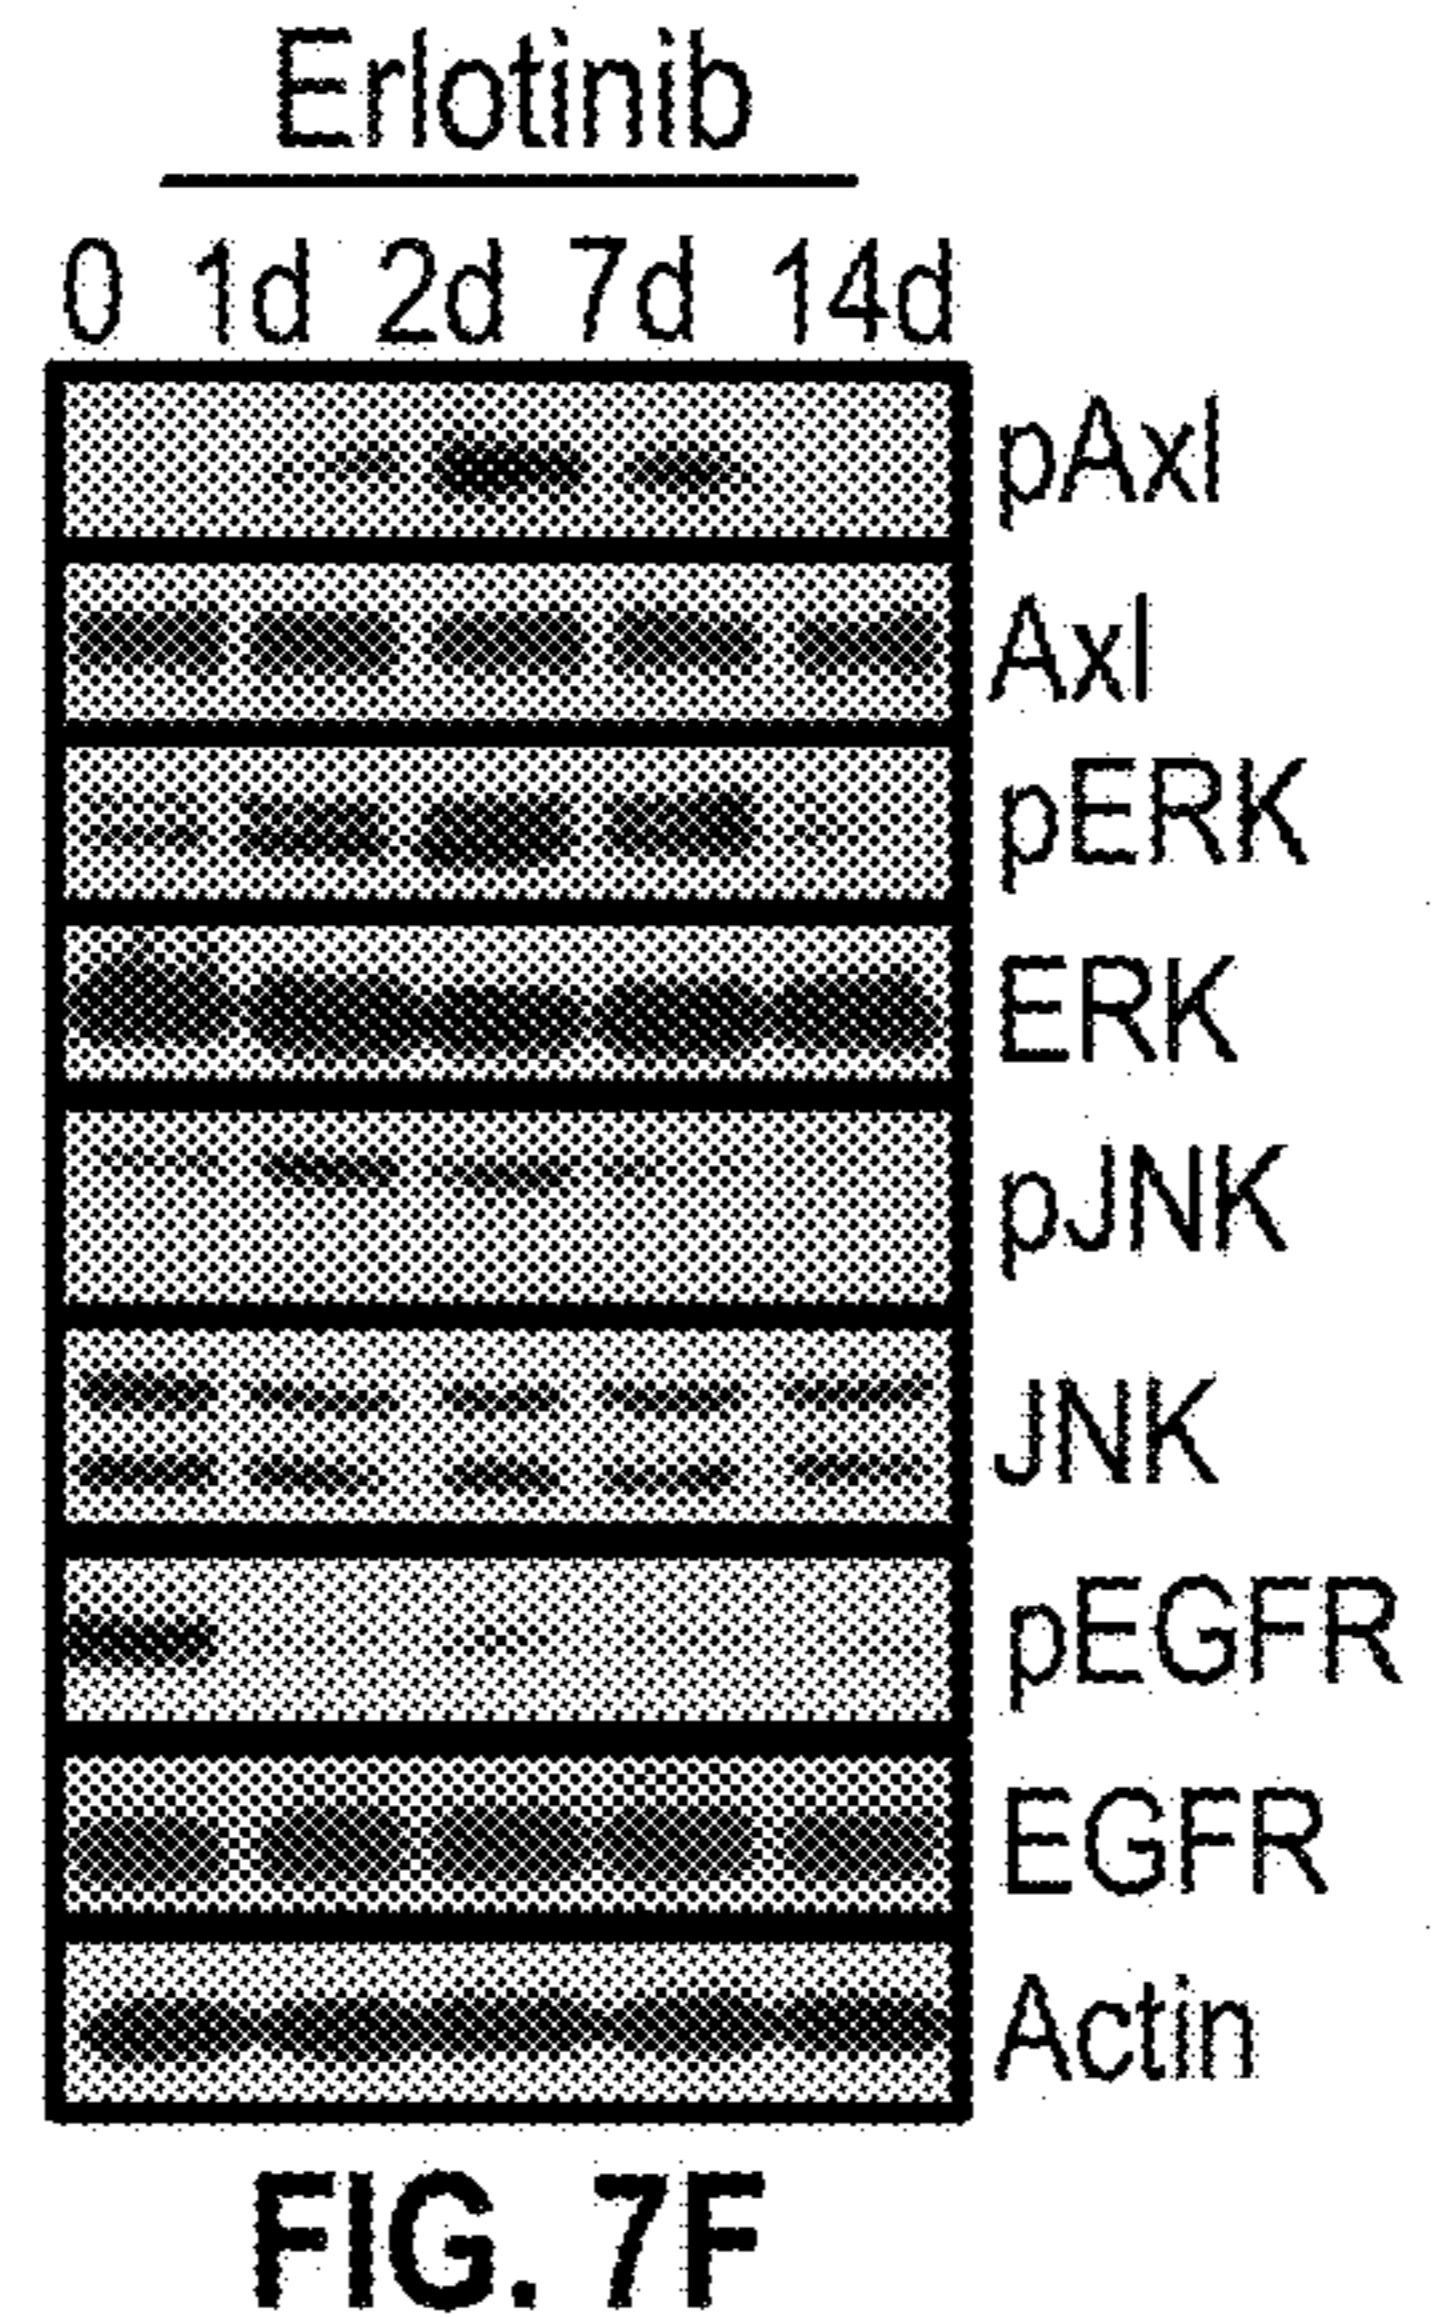 Erlotinib
0 1d 2d 7d 14d
pAxl
Axl
pERK
ERK
pJNK
JNK
pEGFR
EGFR
Actin
FIG. 7F